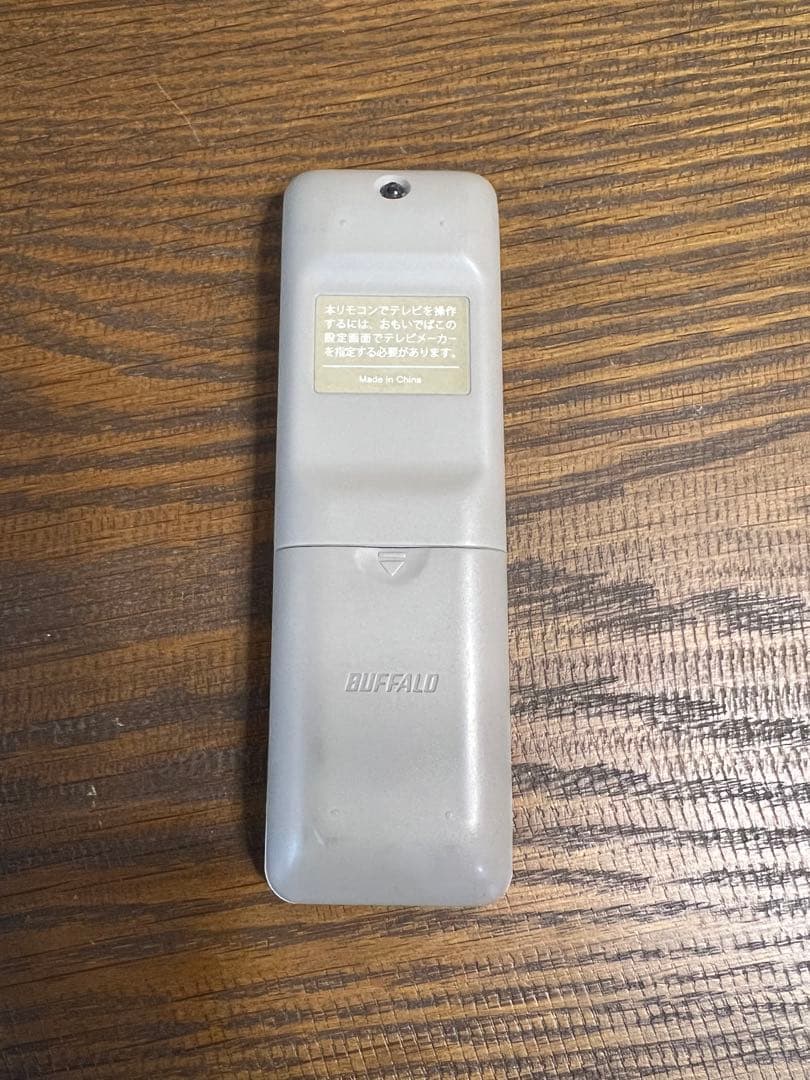 本リモコンでテレビを操作
するには、おもいでばこの
設定画面でテレビメーカー
を指定する必要があります。
Made in China
BUFFALO